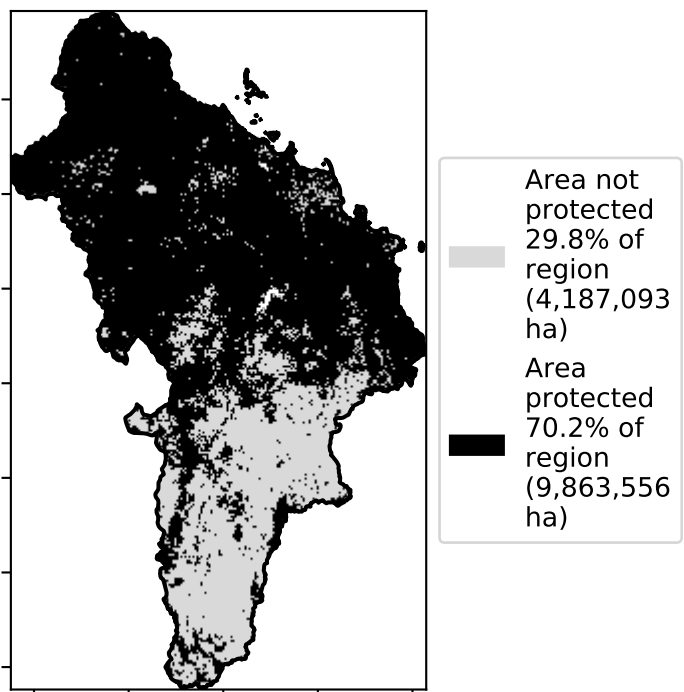 Area not
protected
29.8% of
region
(4,187,093
ha)
Area
protected
70.2% of
region
(9,863,556
ha)